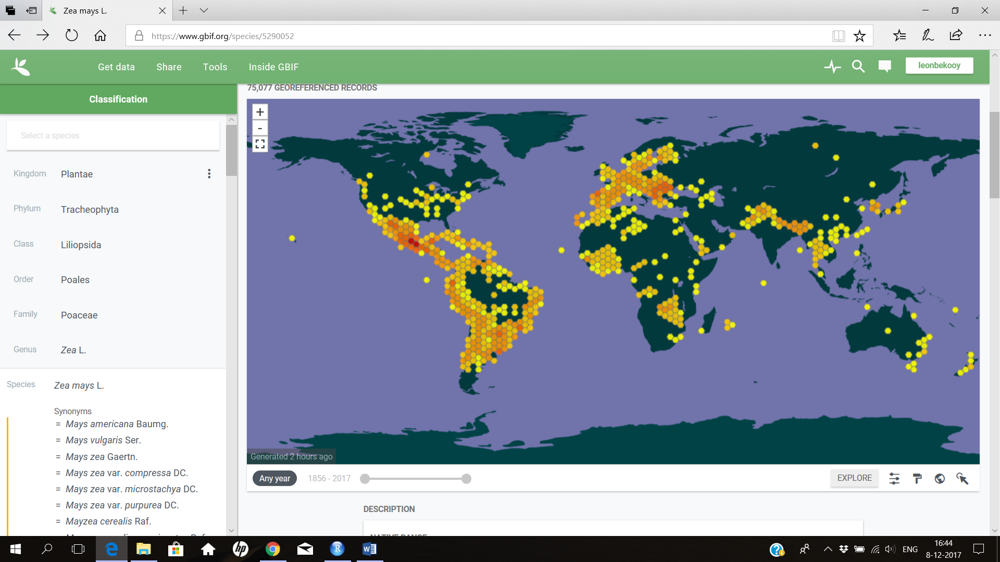 Zea mays L.
https://www.gbif.org/species/5290052
Get data
Share
Tools
Inside GBIF
leonbekooy
Classification
Select a species
Kingdom Plantae
Phylum Tracheophyta
Class Liliopsida
Order Poales
Family Poaceae
Genus Zea L.
Species Zea mays L.
Synonyms
= Mays americana Baumg.
= Mays vulgaris Ser.
= Mays zea Gaertn.
= Mays zea var. compressa DC.
= Mays zea var. microstachya DC.
= Mays zea var. purpurea DC.
= Mayzea cerealis Raf.
75,077 GEOREFERENCED RECORDS
+
-
Generated 2 hours ago
Any year
1856 - 2017
EXPLORE
DESCRIPTION
NATIVE RANGE
hp
R
W
ENG
16:44
8-12-2017